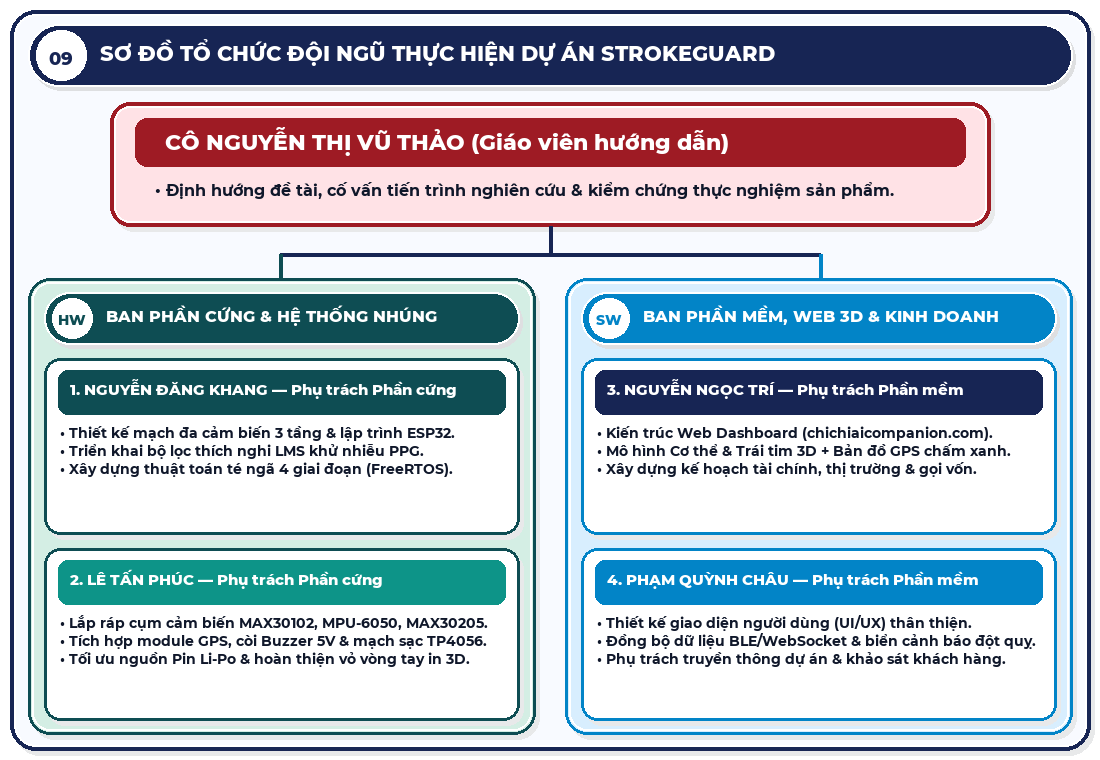 09
SƠ ĐỒ TỔ CHỨC ĐỘI NGŨ THỰC HIỆN DỰ ÁN STROKEGUARD
CÔ NGUYỄN THỊ VŨ THẢO (Giáo viên hướng dẫn)
• Định hướng đề tài, cố vấn tiến trình nghiên cứu & kiểm chứng thực nghiệm sản phẩm.
HW
BAN PHẦN CỨNG & HỆ THỐNG NHÚNG
1. NGUYỄN ĐĂNG KHANG — Phụ trách Phần cứng
• Thiết kế mạch đa cảm biến 3 tầng & lập trình ESP32.
• Triển khai bộ lọc thích nghi LMS khử nhiễu PPG.
• Xây dựng thuật toán té ngã 4 giai đoạn (FreeRTOS).
2. LÊ TẤN PHÚC — Phụ trách Phần cứng
• Lắp ráp cụm cảm biến MAX30102, MPU-6050, MAX30205.
• Tích hợp module GPS, còi Buzzer 5V & mạch sạc TP4056.
• Tối ưu nguồn Pin Li-Po & hoàn thiện vỏ vòng tay in 3D.
SW
BAN PHẦN MỀM, WEB 3D & KINH DOANH
3. NGUYỄN NGỌC TRÍ — Phụ trách Phần mềm
• Kiến trúc Web Dashboard (chichiaicompanion.com).
• Mô hình Cơ thể & Trái tim 3D + Bản đồ GPS chấm xanh.
• Xây dựng kế hoạch tài chính, thị trường & gọi vốn.
4. PHẠM QUỲNH CHÂU — Phụ trách Phần mềm
• Thiết kế giao diện người dùng (UI/UX) thân thiện.
• Đồng bộ dữ liệu BLE/WebSocket & biển cảnh báo đột quỵ.
• Phụ trách truyền thông dự án & khảo sát khách hàng.